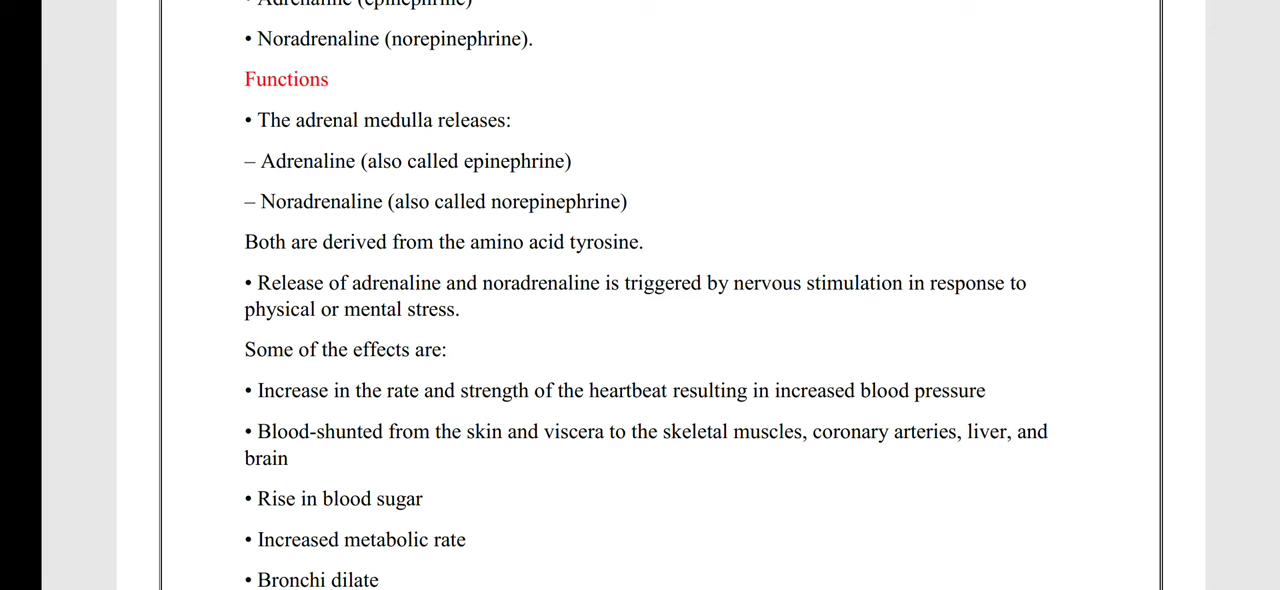 • Adrenaline (epinephrine)
• Noradrenaline (norepinephrine).
Functions
• The adrenal medulla releases:
– Adrenaline (also called epinephrine)
– Noradrenaline (also called norepinephrine)
Both are derived from the amino acid tyrosine.
• Release of adrenaline and noradrenaline is triggered by nervous stimulation in response to
physical or mental stress.
Some of the effects are:
• Increase in the rate and strength of the heartbeat resulting in increased blood pressure
• Blood-shunted from the skin and viscera to the skeletal muscles, coronary arteries, liver, and
brain
• Rise in blood sugar
• Increased metabolic rate
• Bronchi dilate